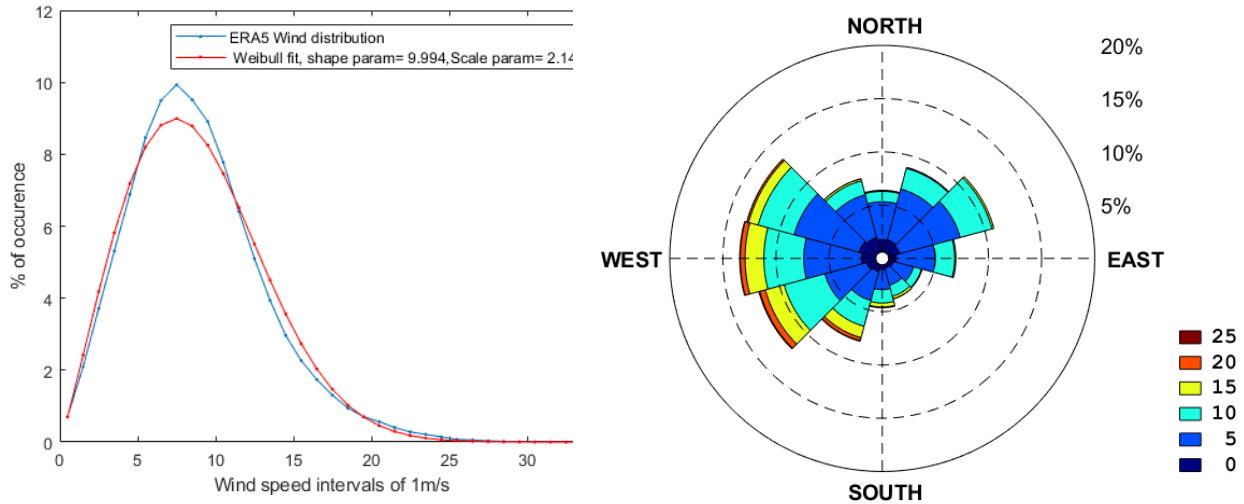 12
10
8
6
4
2
0
% of occurence
ERA5 Wind distribution
Weibull fit, shape param= 9.994,Scale param= 2.14
0 5 10 15 20 25 30
Wind speed intervals of 1m/s
NORTH
20%
15%
10%
5%
WEST
EAST
SOUTH
25
20
15
10
5
0